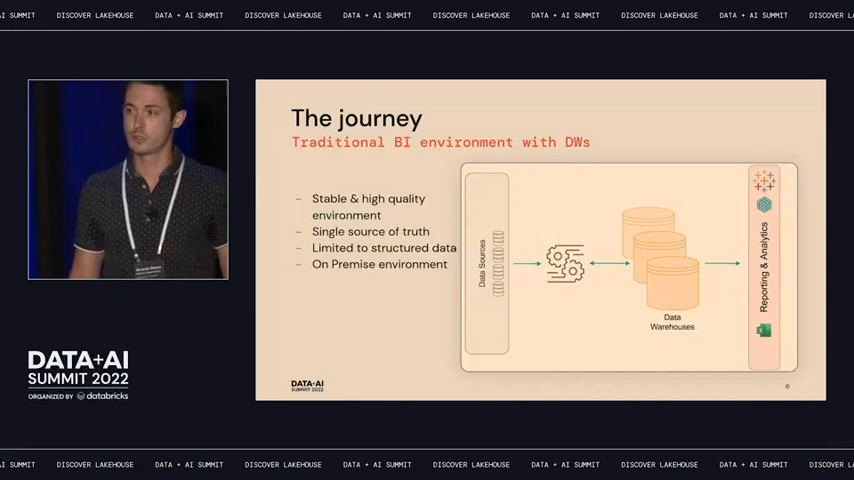 AI SUMMIT DISCOVER LAKEHOUSE DATA + AI SUMMIT DISCOVER LAKEHOUSE DATA + AI SUMMIT DISCOVER LAKEHOUSE DATA + AI SUMMIT DISCOVER LAKEHOUSE DATA + AI SUMMIT DISCOVER
The journey
Traditional BI environment with DWs
– Stable & high quality
environment
– Single source of truth
– Limited to structured data
– On Premise environment
Data Sources
Data
Warehouses
Reporting & Analytics
DATA+AI
SUMMIT 2022
6
DATA+AI
SUMMIT 2022
ORGANIZED BY databricks
AI SUMMIT DISCOVER LAKEHOUSE DATA + AI SUMMIT DISCOVER LAKEHOUSE DATA + AI SUMMIT DISCOVER LAKEHOUSE DATA + AI SUMMIT DISCOVER LAKEHOUSE DATA + AI SUMMIT DISCOVER